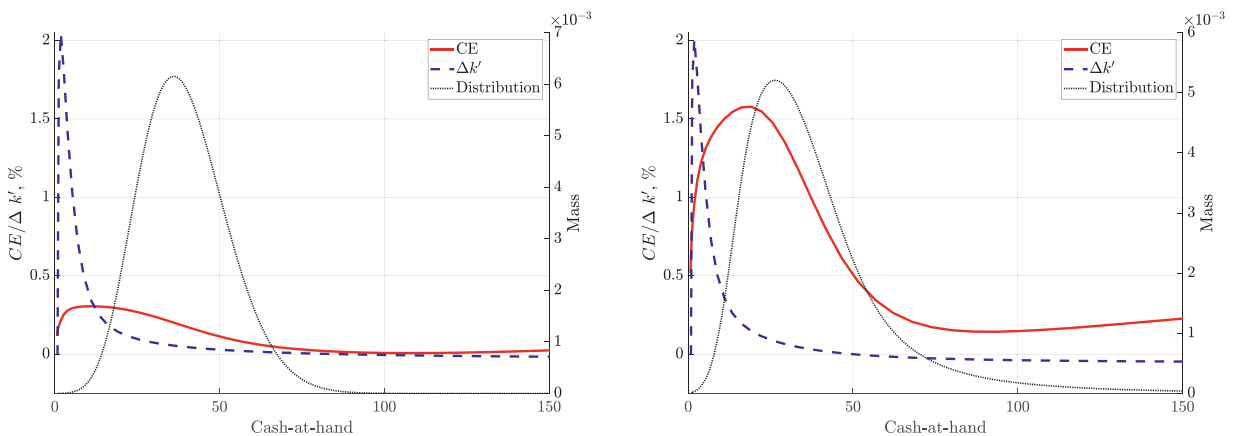 ×10⁻³
2
1.5
1
0.5
0
CE/Δ k′, %
7
6
5
4
3
2
1
0
Mass
CE
Δk′
Distribution
0
50
100
150
Cash-at-hand
×10⁻³
2
1.5
1
0.5
0
CE/Δ k′, %
6
5
4
3
2
1
0
Mass
CE
Δk′
Distribution
0
50
100
150
Cash-at-hand